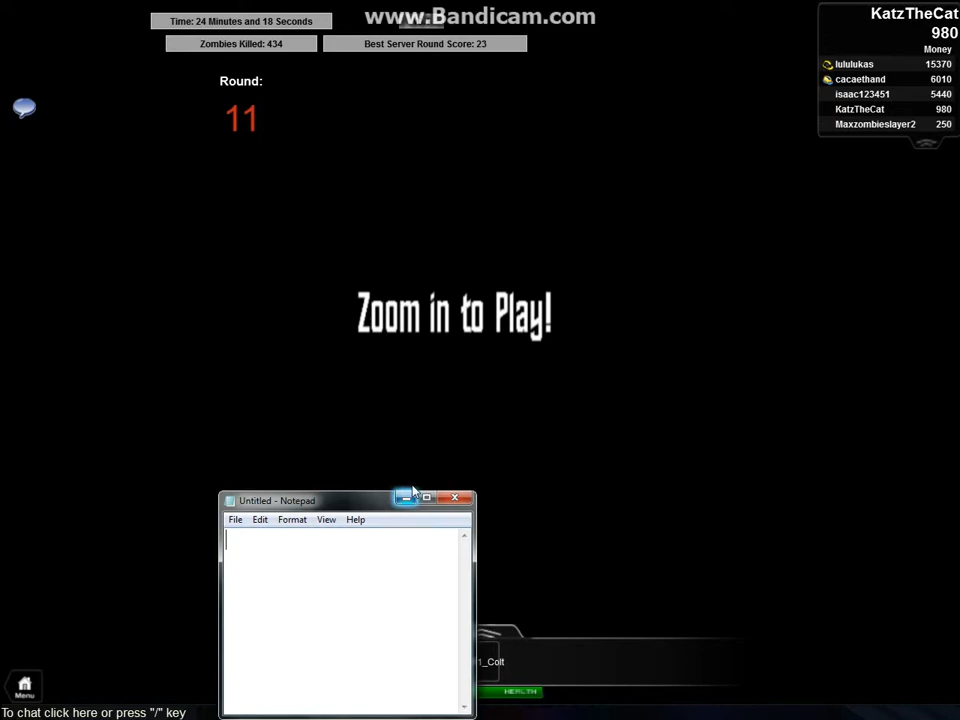 www.Bandicam.com
Time: 24 Minutes and 18 Seconds
Zombies Killed: 434
Best Server Round Score: 23
KatzTheCat
980
Money
lululukas 15370
cacaethand 6010
isaac123451 5440
KatzTheCat 980
Maxzombieslayer2 250
Round:
11
Zoom in to Play!
Untitled - Notepad
File Edit Format View Help
1_Colt
HEALTH
Menu
To chat click here or press "/" key